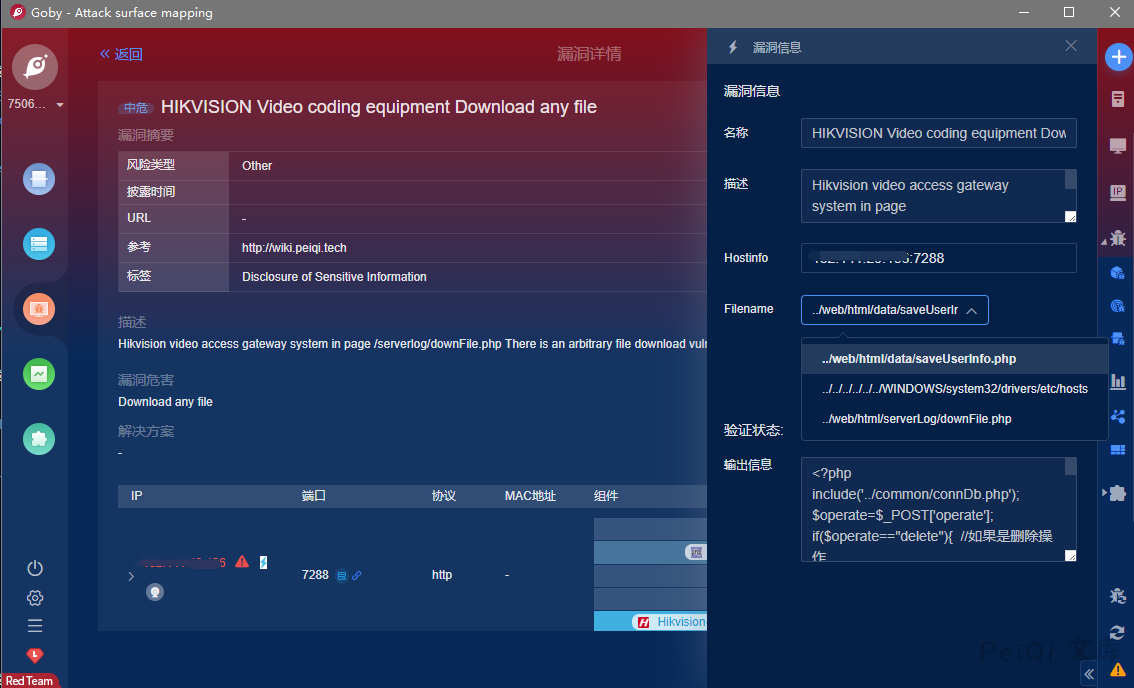 Goby - Attack surface mapping
7506...
返回
漏洞详情
中危 HIKVISION Video coding equipment Download any file
漏洞摘要
风险类型 Other
披露时间
URL -
参考 http://wiki.peiqi.tech
标签 Disclosure of Sensitive Information
描述
Hikvision video access gateway system in page /serverlog/downFile.php There is an arbitrary file download vuln
漏洞危害
Download any file
解决方案
-
IP 端口 协议 MAC地址 组件
7288 http -
Hikvision-
Red Team
漏洞信息
漏洞信息
名称 HIKVISION Video coding equipment Dow
描述 Hikvision video access gateway
system in page
Hostinfo :7288
Filename ../web/html/data/saveUserIr
../web/html/data/saveUserInfo.php
../../../../../../WINDOWS/system32/drivers/etc/hosts
../web/html/serverLog/downFile.php
验证状态:
输出信息 <?php
include('../common/connDb.php');
$operate=$_POST['operate'];
if($operate=="delete"){ //如果是删除操
作
IP
PeiQi 文库